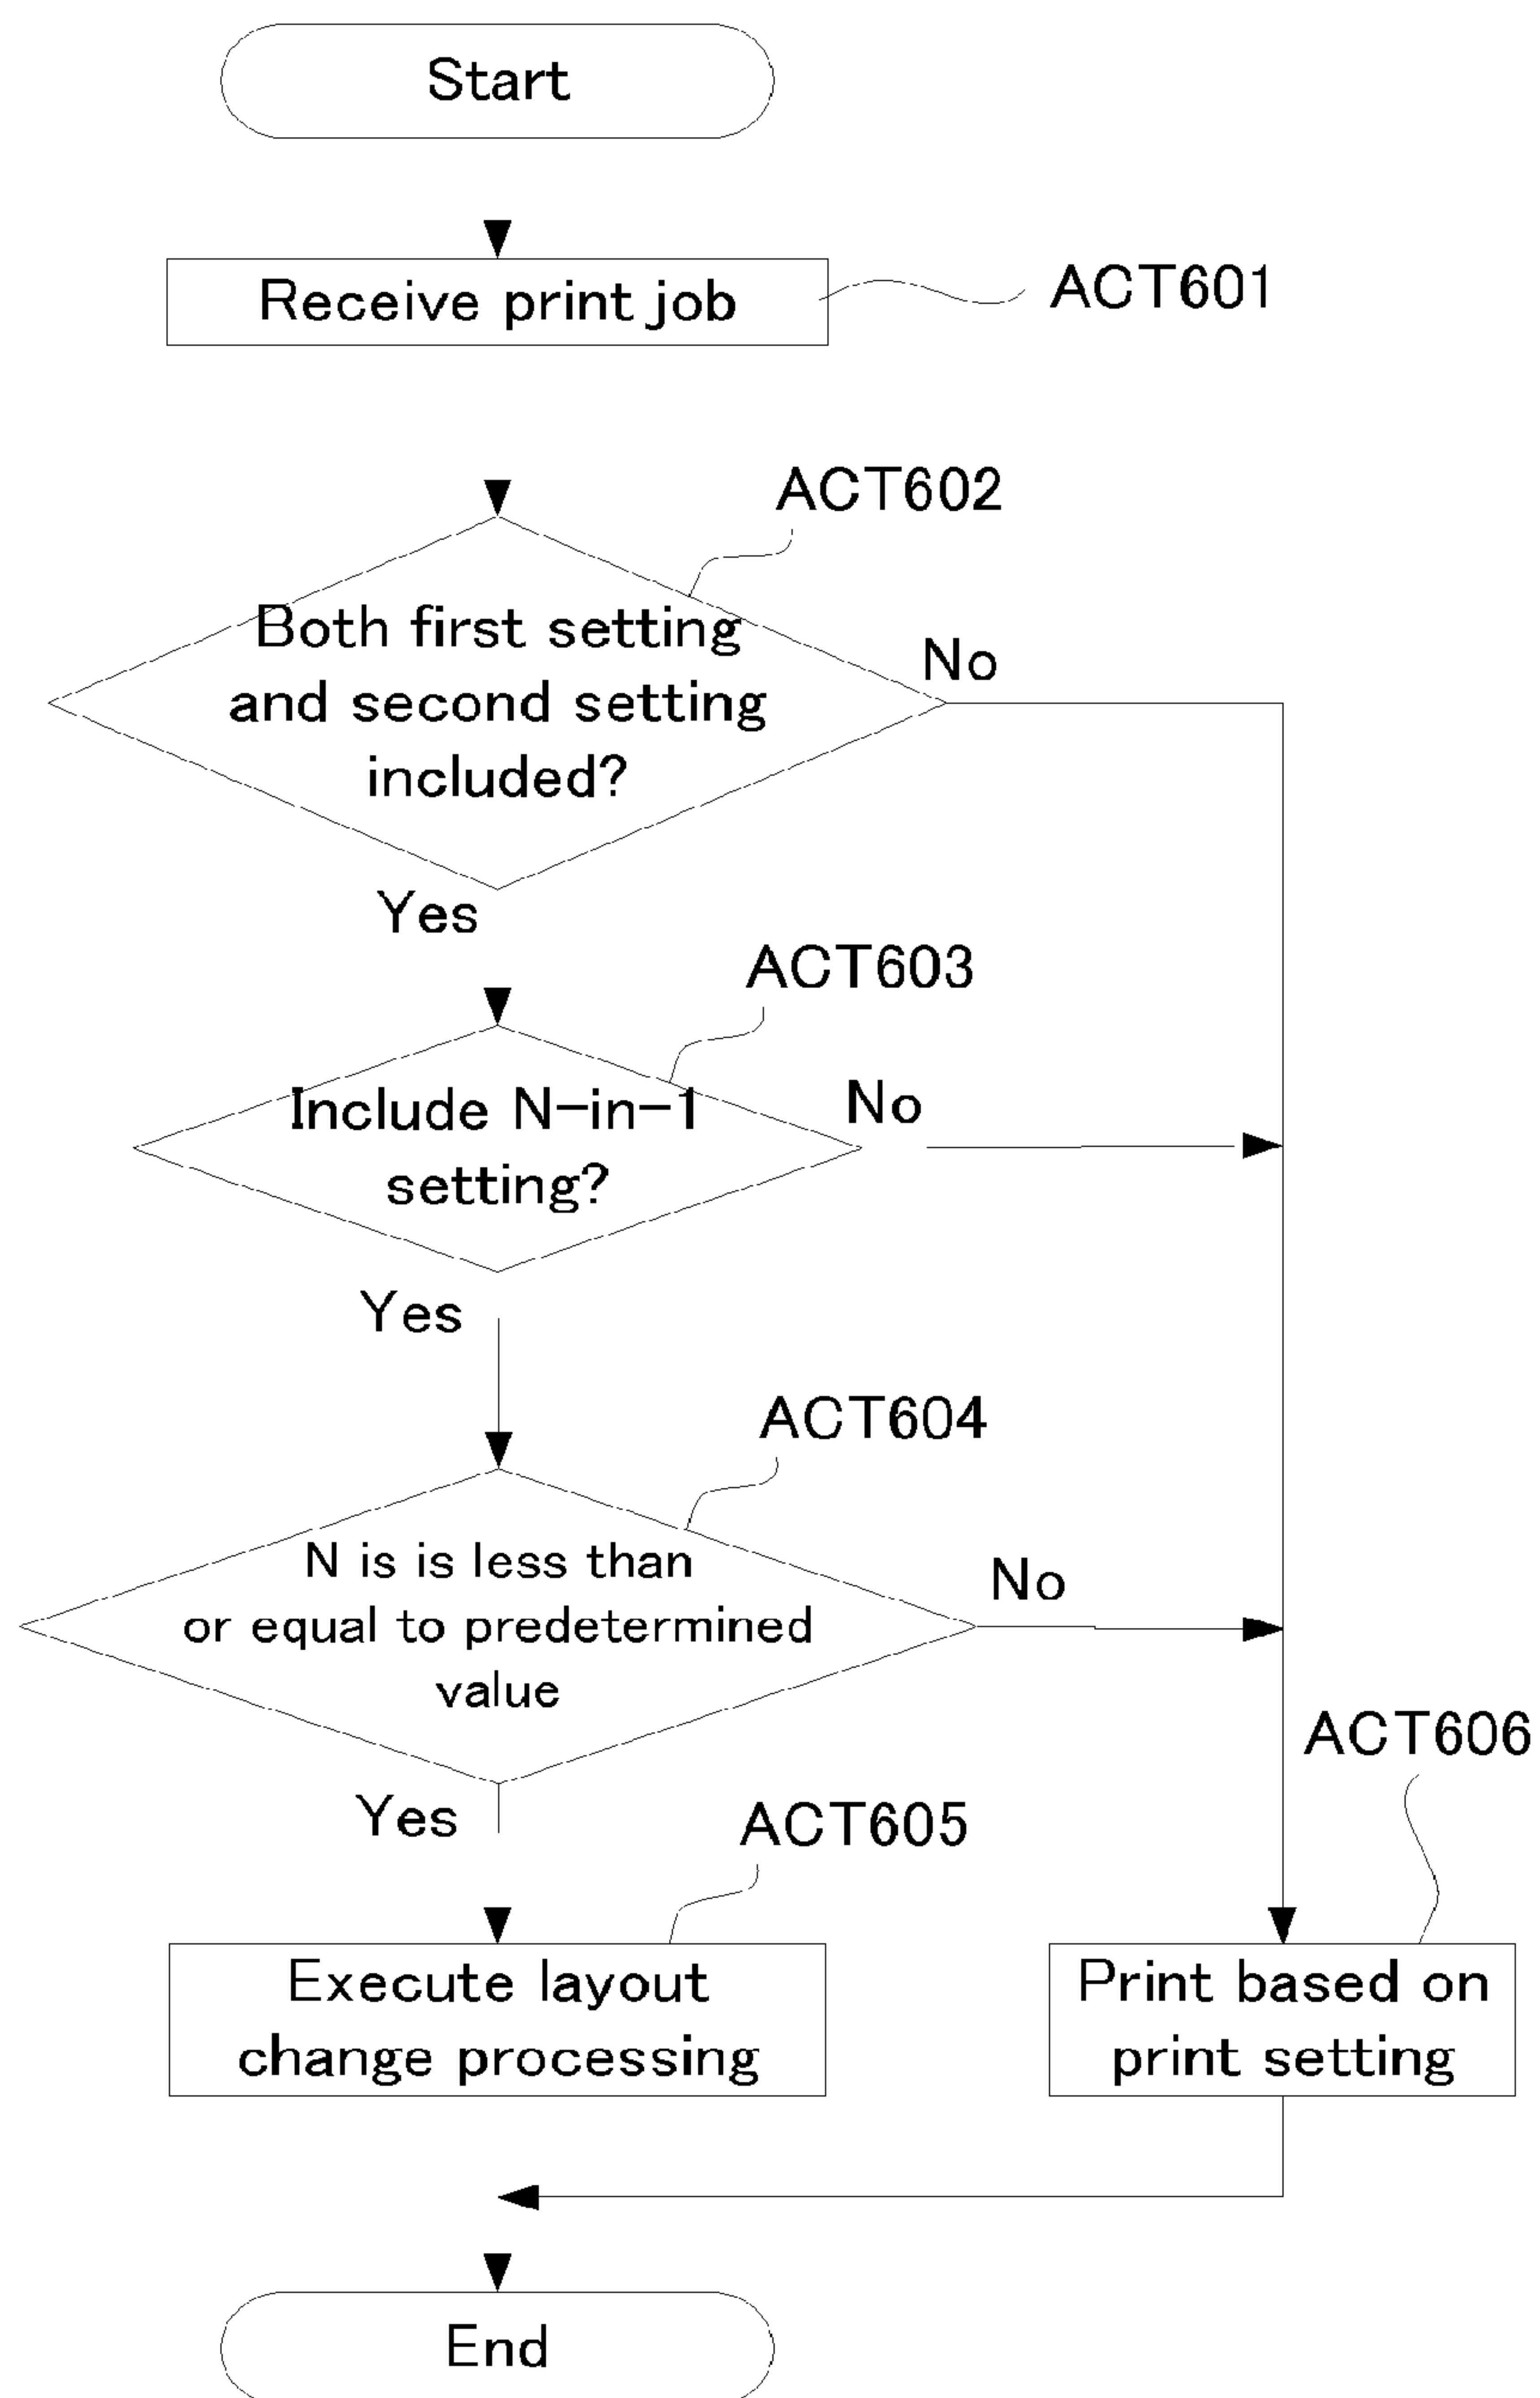 Start
Receive print job
ACT601
ACT602
Both first setting
and second setting
included?
No
Yes
ACT603
Include N-in-1
setting?
No
Yes
ACT604
N is is less than
or equal to predetermined
value
No
Yes
ACT605
ACT606
Execute layout
change processing
Print based on
print setting
End